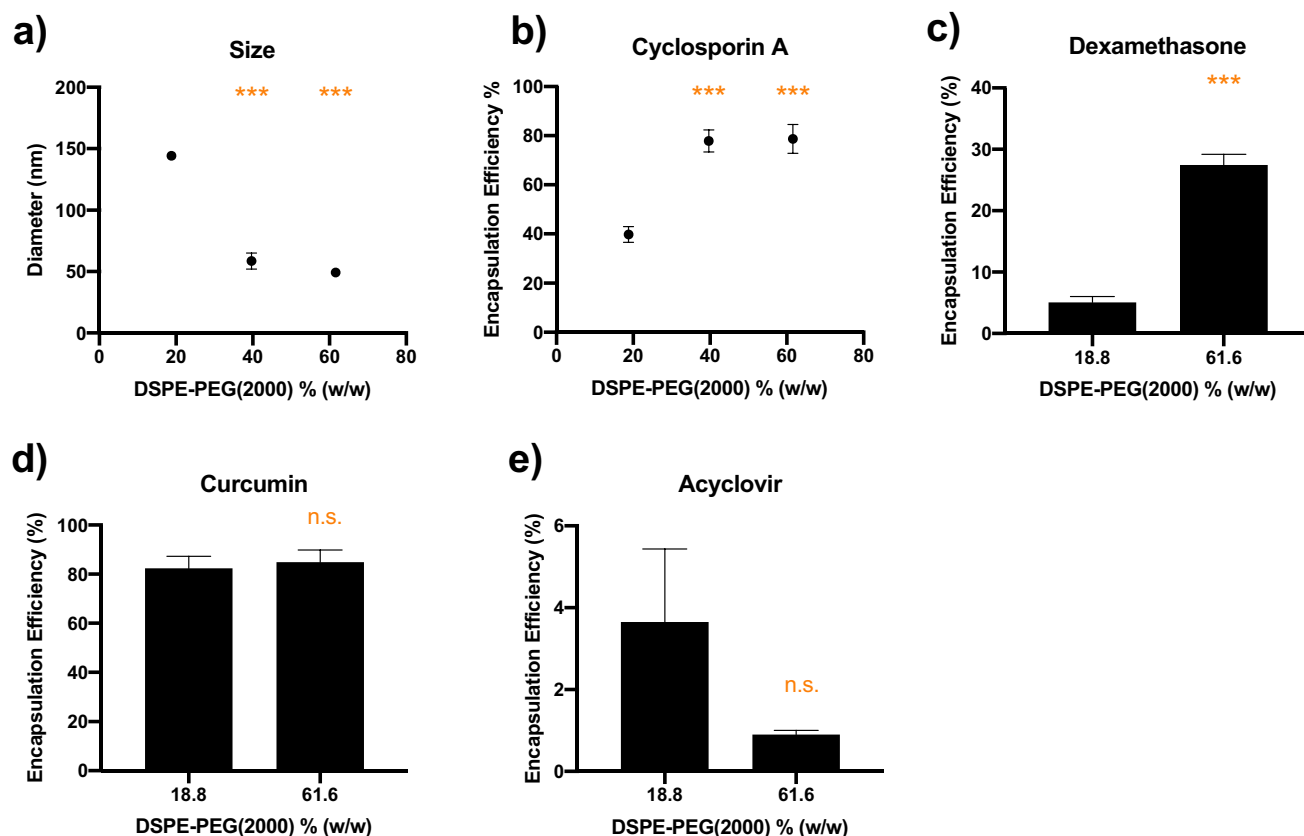 a)
Size
***
***
200
150
100
50
0
0 20 40 60 80
Diameter (nm)
DSPE-PEG(2000) % (w/w)
b)
Cyclosporin A
***
***
100
80
60
40
20
0
0 20 40 60 80
Encapsulation Efficiency %
DSPE-PEG(2000) % (w/w)
c)
Dexamethasone
***
40
30
20
10
0
18.8 61.6
Encapsulation Efficiency (%)
DSPE-PEG(2000) % (w/w)
d)
Curcumin
n.s.
100
80
60
40
20
0
18.8 61.6
Encapsulation Efficiency (%)
DSPE-PEG(2000) % (w/w)
e)
Acyclovir
n.s.
6
4
2
0
18.8 61.6
Encapsulation Efficiency (%)
DSPE-PEG(2000) % (w/w)